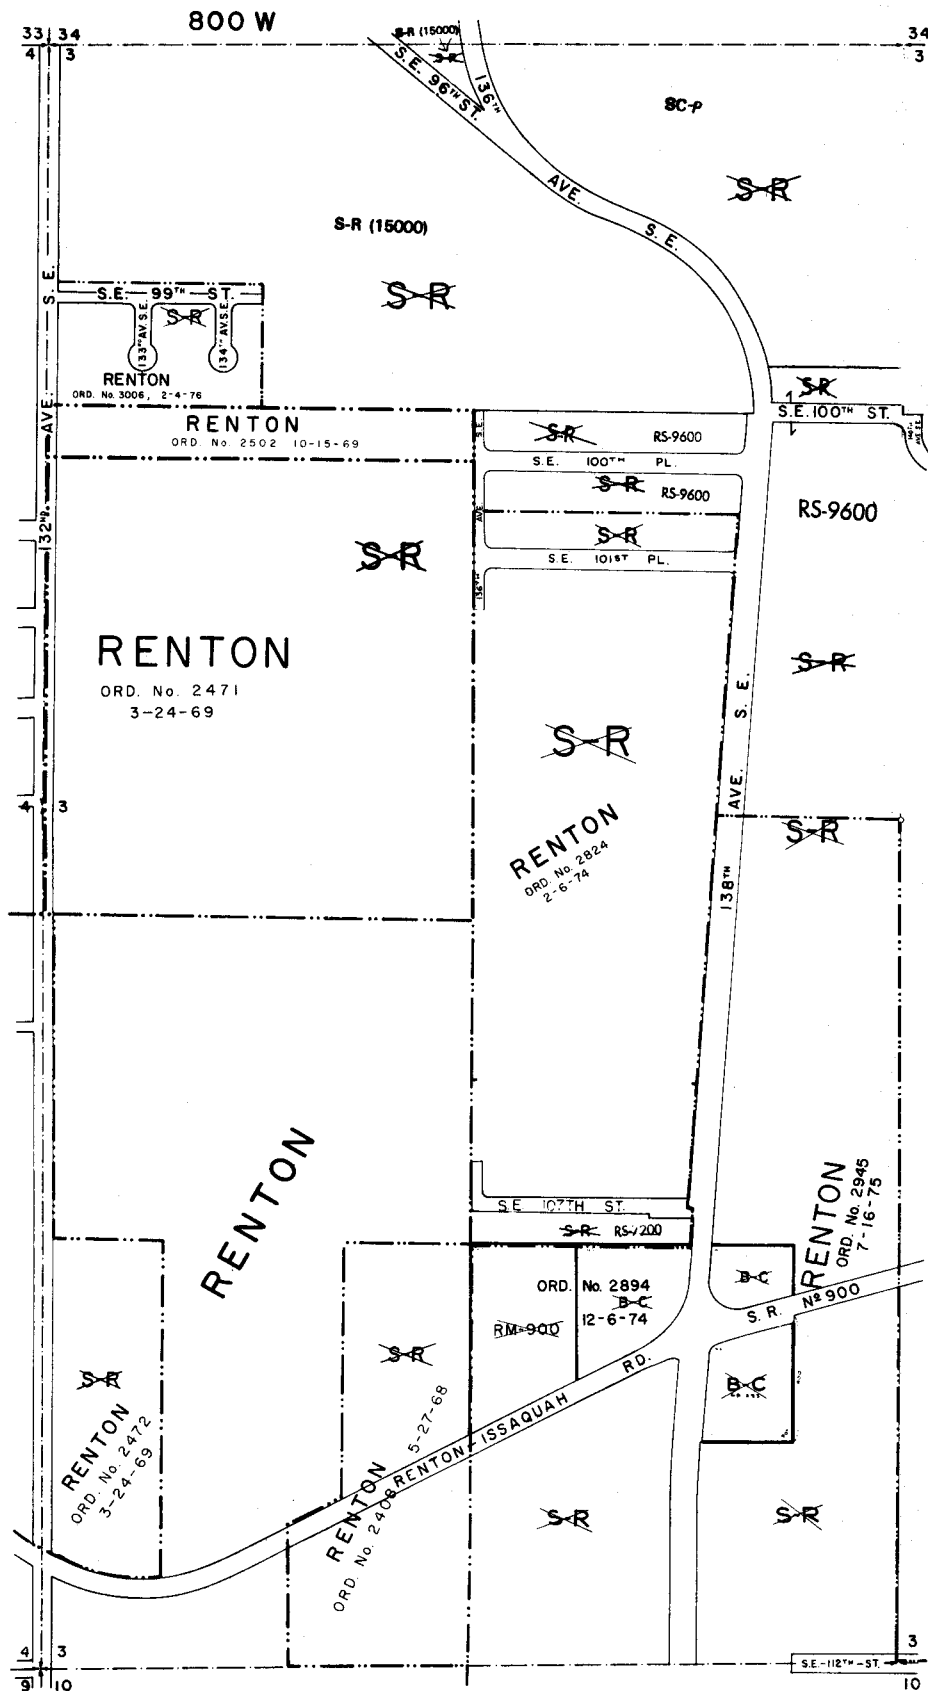 800 W
33 34
34
4 3
3
S-R (15000)
S-R
S.E. 96TH ST.
136TH
AVE.
S. E.
SC-P
S-R
S-R (15000)
S-R
S. E.
S.E. 99TH ST.
S-R
133RD AV. S.E.
134TH AV. S.E.
RENTON
ORD. No. 3006, 2-4-76
AVE.
RENTON
ORD. No. 2502 10-15-69
S.E.
S-R
RS-9600
S.E. 100TH PL.
S-R
RS-9600
AVE
S-R
S.E. 101ST PL.
136TH
S-R
S.E. 100TH ST.
RS-9600
132ND
S-R
RENTON
ORD. No. 2471
3-24-69
S-R
S-R
AVE. S. E.
4 3
S-R
RENTON
ORD. No. 2824
2-6-74
138TH
RENTON
S.E. 107TH ST.
S-R RS-7200
RENTON
ORD. No. 2945
7-16-75
ORD. No. 2894
B-C
12-6-74
RM-900
B-C
S. R. Nº 900
B-C
S-R
S-R
RENTON
ORD. No. 2472
3-24-69
RENTON
ORD. No. 2408 5-27-68
RENTON-ISSAQUAH RD.
S-R
S-R
4 3
3
S.E. 112TH ST.
9 10
10